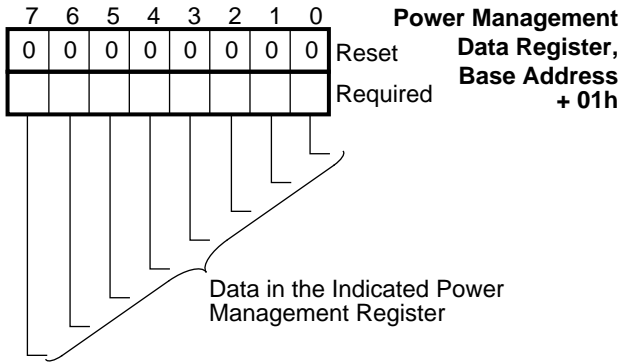 7 6 5 4 3 2 1 0
Power Management
Data Register,
Base Address
+ 01h
0 0 0 0 0 0 0 0 Reset
Required
Data in the Indicated Power
Management Register